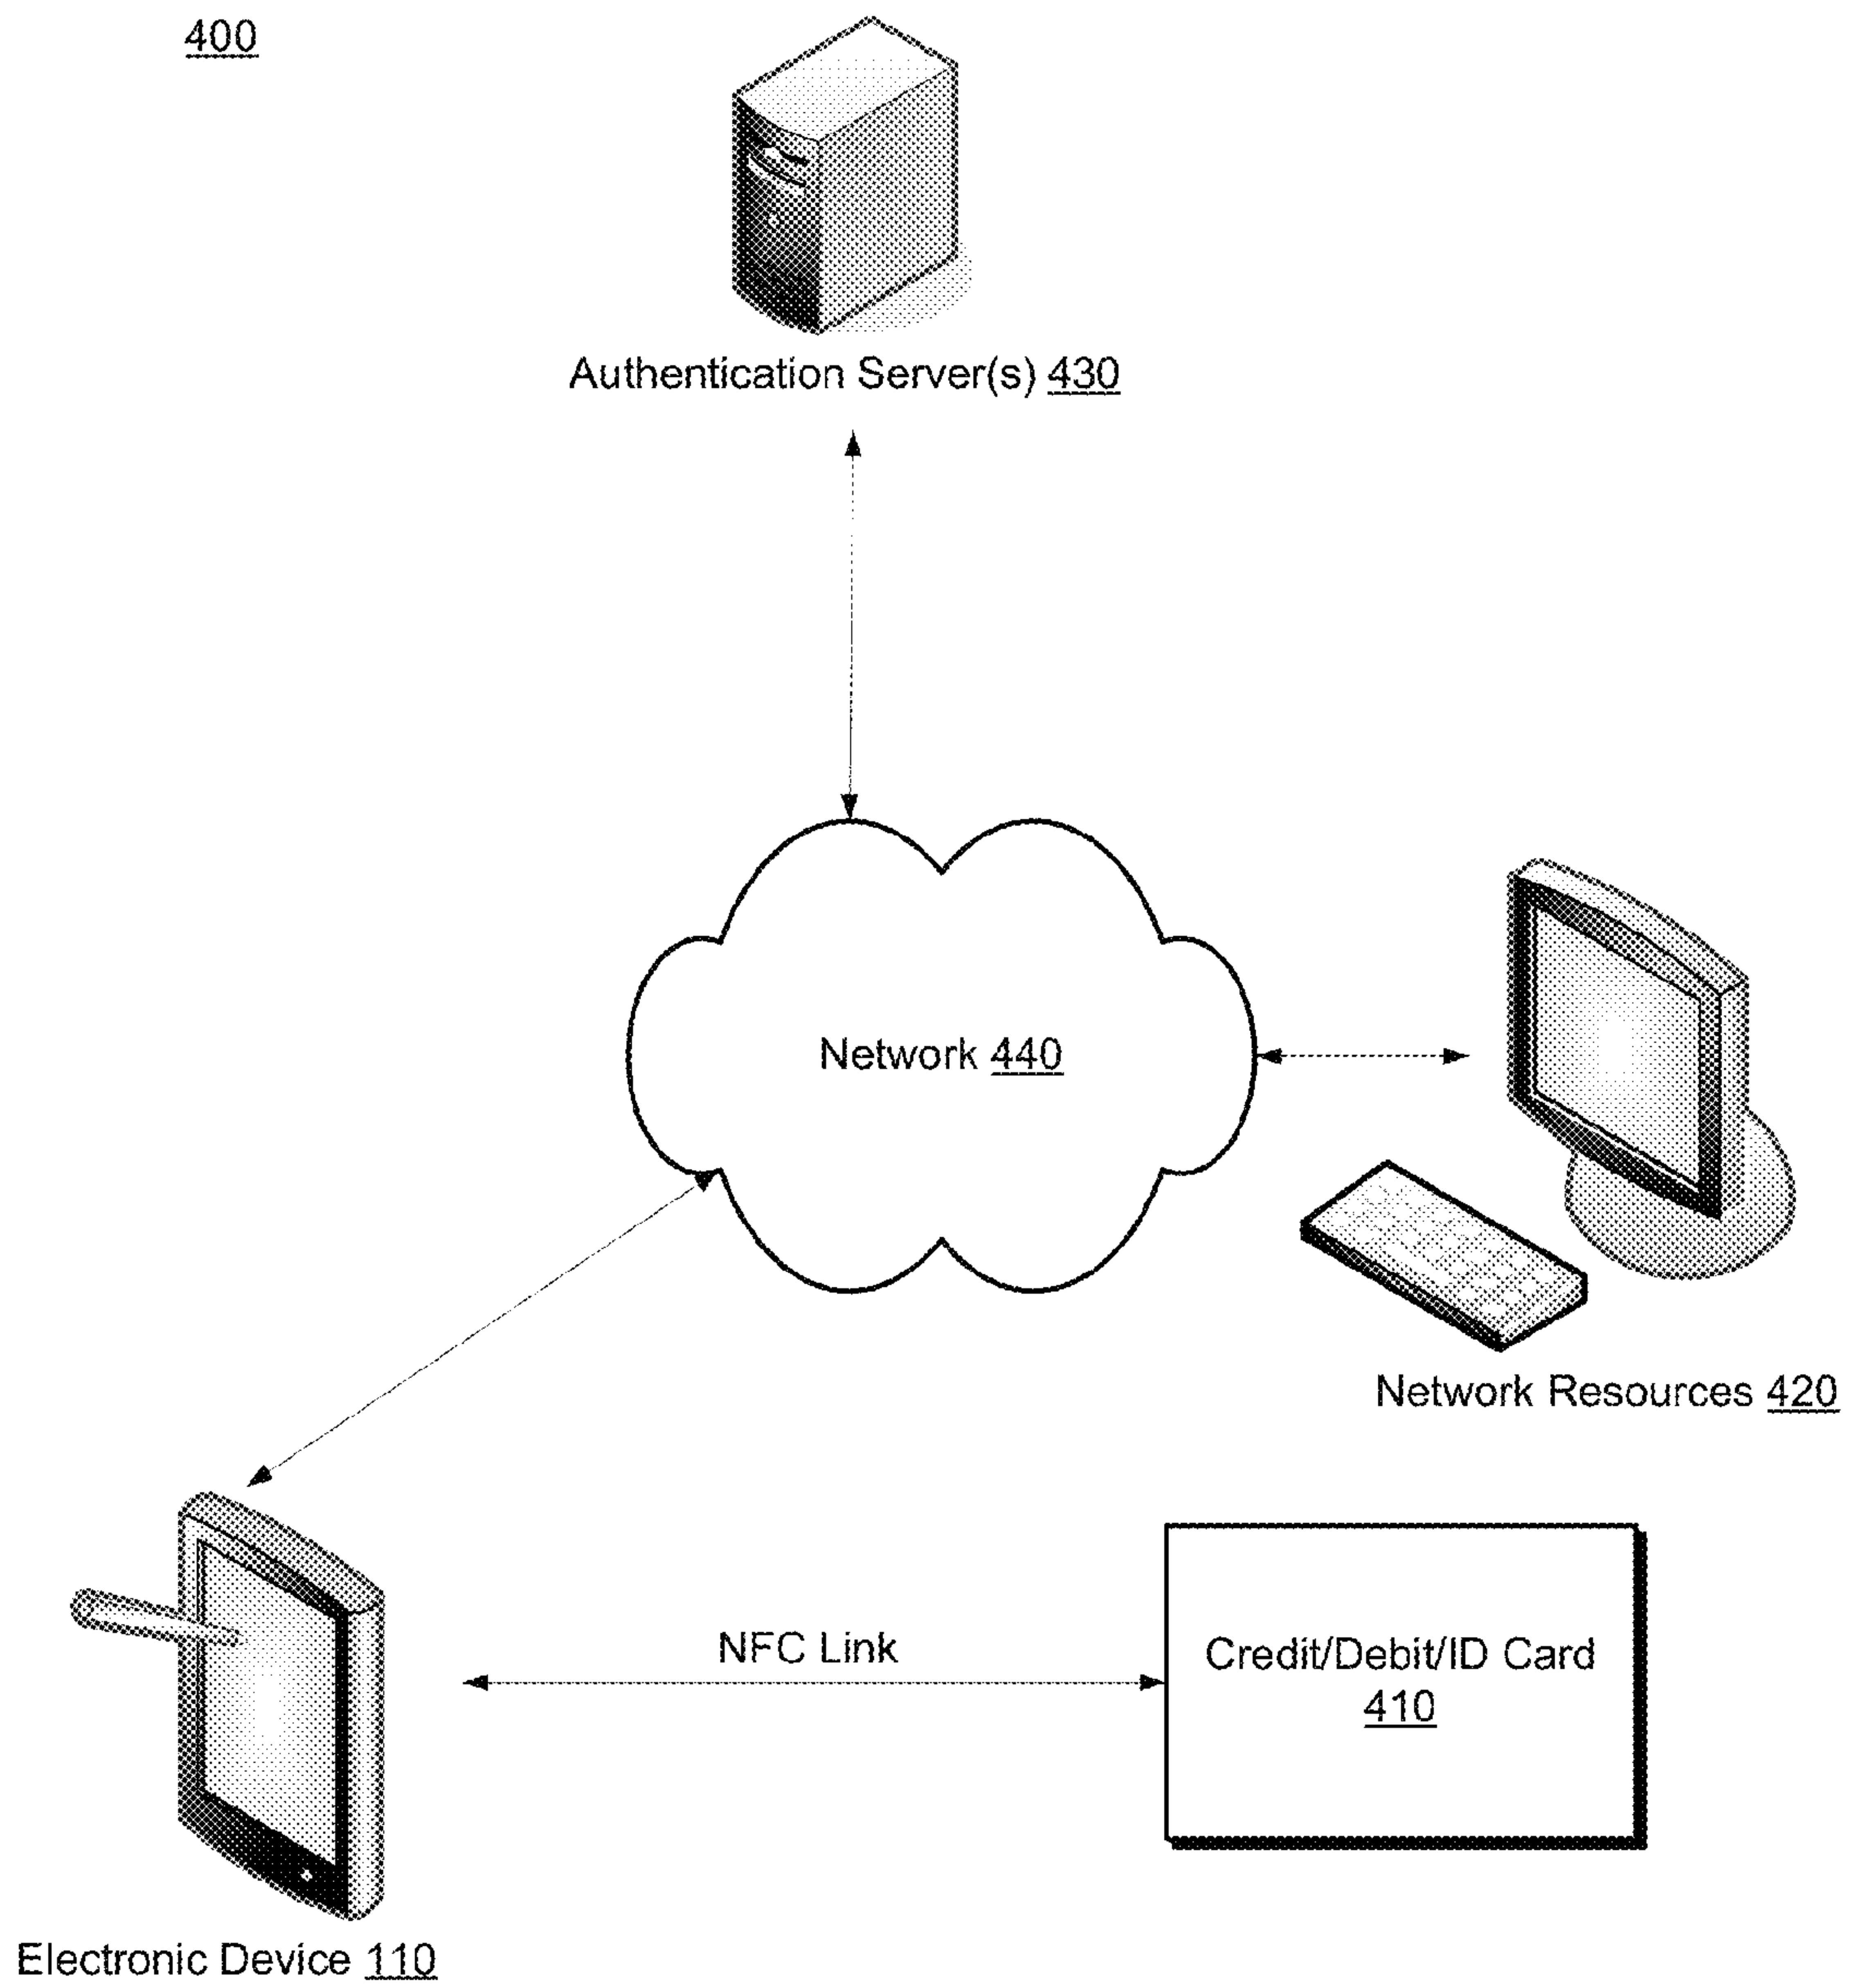 400
Authentication Server(s) 430
Network 440
Network Resources 420
NFC Link
Credit/Debit/ID Card
410
Electronic Device 110